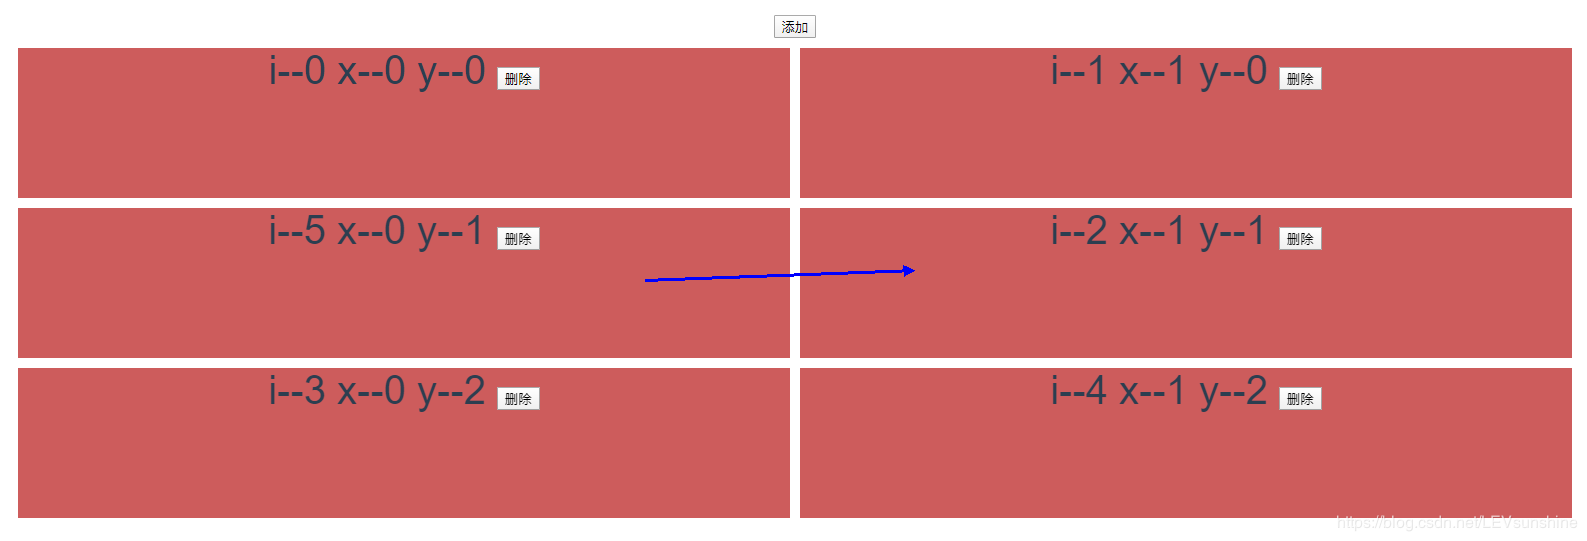 添加
i--0 x--0 y--0 删除
i--1 x--1 y--0 删除
i--5 x--0 y--1 删除
i--2 x--1 y--1 删除
i--3 x--0 y--2 删除
i--4 x--1 y--2 删除
https://blog.csdn.net/LEVsunshine